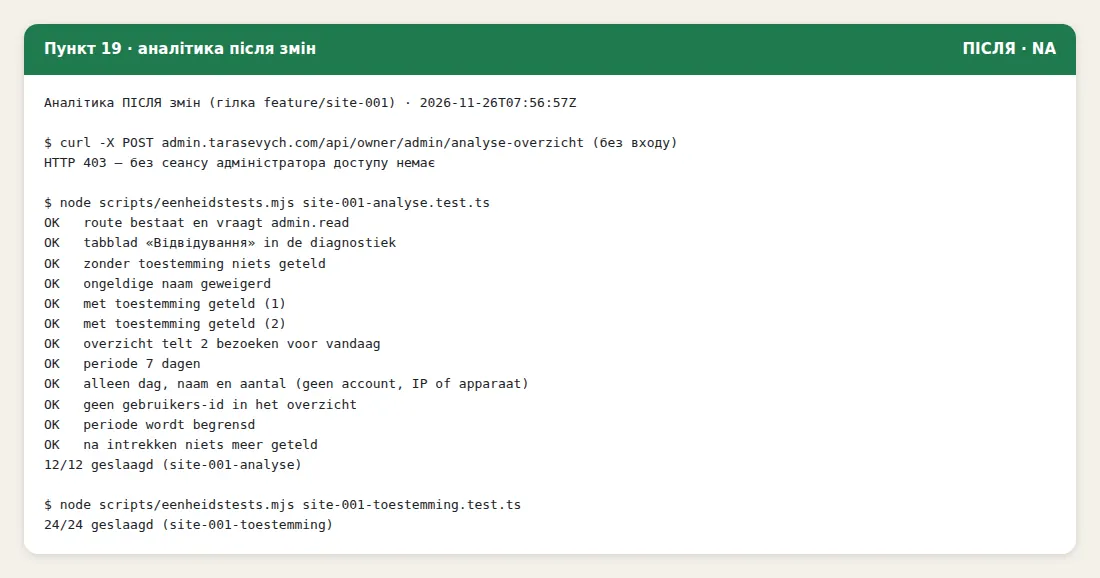 Пункт 19 · аналітика після змін
ПІСЛЯ · NA
Аналітика ПІСЛЯ змін (гілка feature/site-001) · 2026-11-26T07:56:57Z
$ curl -X POST admin.tarasevych.com/api/owner/admin/analyse-overzicht (без входу)
HTTP 403 — без сеансу адміністратора доступу немає
$ node scripts/eenheidstests.mjs site-001-analyse.test.ts
OK   route bestaat en vraagt admin.read
OK   tabblad «Відвідування» in de diagnostiek
OK   zonder toestemming niets geteld
OK   ongeldige naam geweigerd
OK   met toestemming geteld (1)
OK   met toestemming geteld (2)
OK   overzicht telt 2 bezoeken voor vandaag
OK   periode 7 dagen
OK   alleen dag, naam en aantal (geen account, IP of apparaat)
OK   geen gebruikers-id in het overzicht
OK   periode wordt begrensd
OK   na intrekken niets meer geteld
12/12 geslaagd (site-001-analyse)
$ node scripts/eenheidstests.mjs site-001-toestemming.test.ts
24/24 geslaagd (site-001-toestemming)